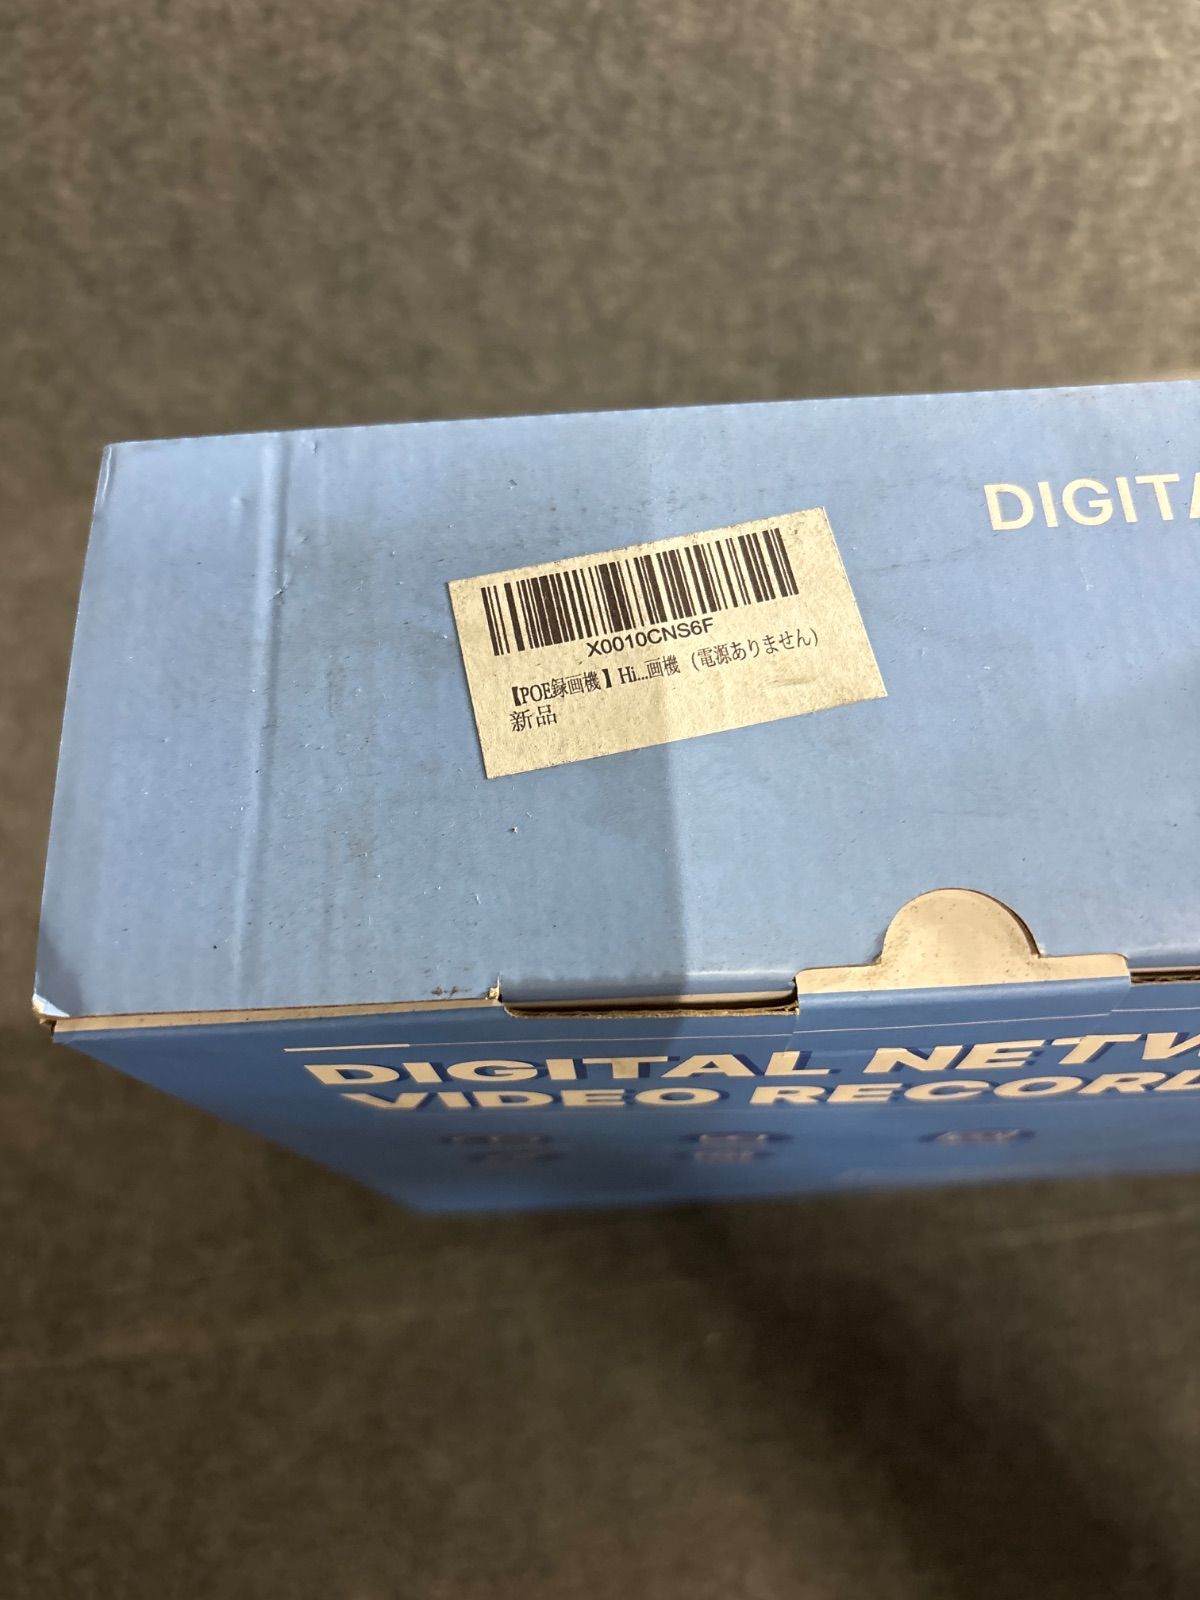 DIGITA
X0010CNS6F
【POE録画機】Hi...画機（電源ありません）
新品
DIGITAL NETW
VIDEO RECOR